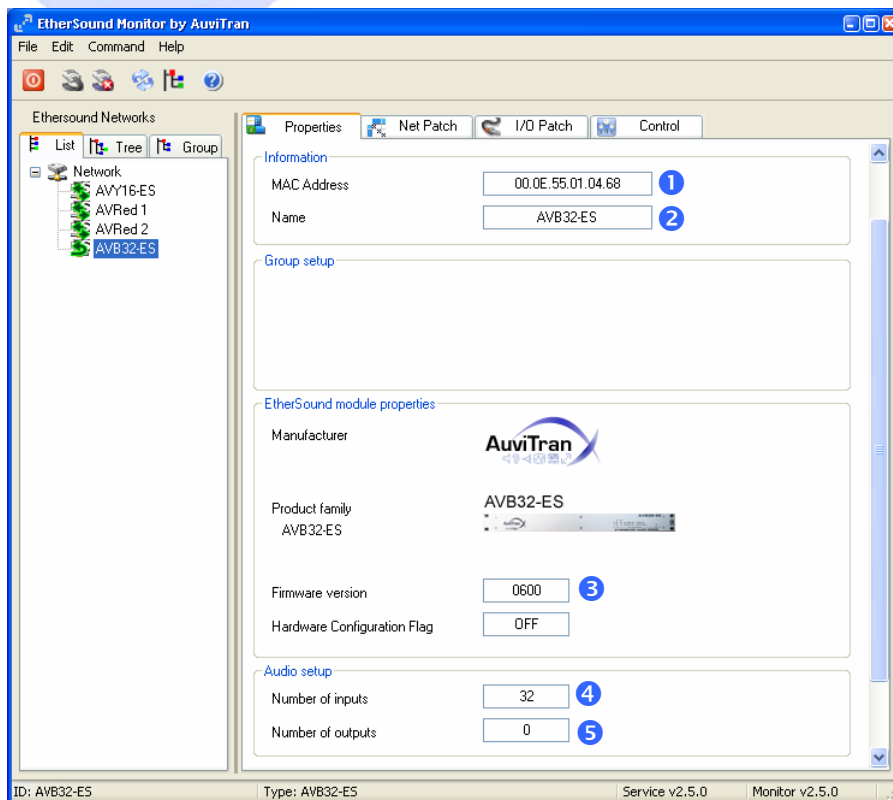 EtherSound Monitor by AuviTran
File Edit Command Help
Ethersound Networks
List Tree Group
Network
AVY16-ES
AVRed 1
AVRed 2
AVB32-ES
Properties Net Patch I/O Patch Control
Information
MAC Address 00.0E.55.01.04.68 1
Name AVB32-ES 2
Group setup
EtherSound module properties
Manufacturer AuviTran
Product family AVB32-ES
AVB32-ES
Firmware version 0600 3
Hardware Configuration Flag OFF
Audio setup
Number of inputs 32 4
Number of outputs 0 5
ID: AVB32-ES Type: AVB32-ES Service v2.5.0 Monitor v2.5.0